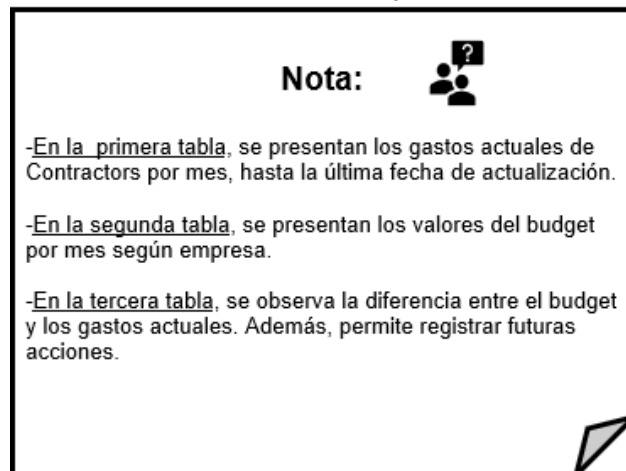 Nota:
?
-En la primera tabla, se presentan los gastos actuales de
Contractors por mes, hasta la última fecha de actualización.
-En la segunda tabla, se presentan los valores del budget
por mes según empresa.
-En la tercera tabla, se observa la diferencia entre el budget
y los gastos actuales. Además, permite registrar futuras
acciones.